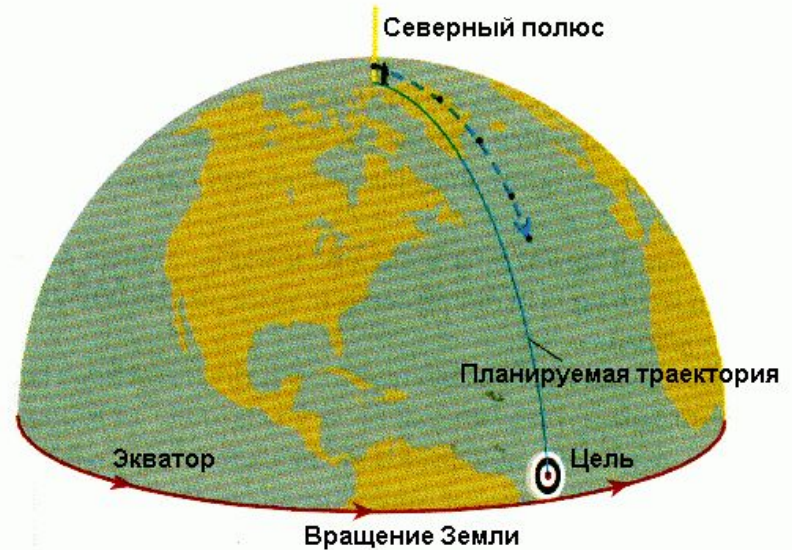 Северный полюс
Планируемая траектория
Экватор
Цель
Вращение Земли